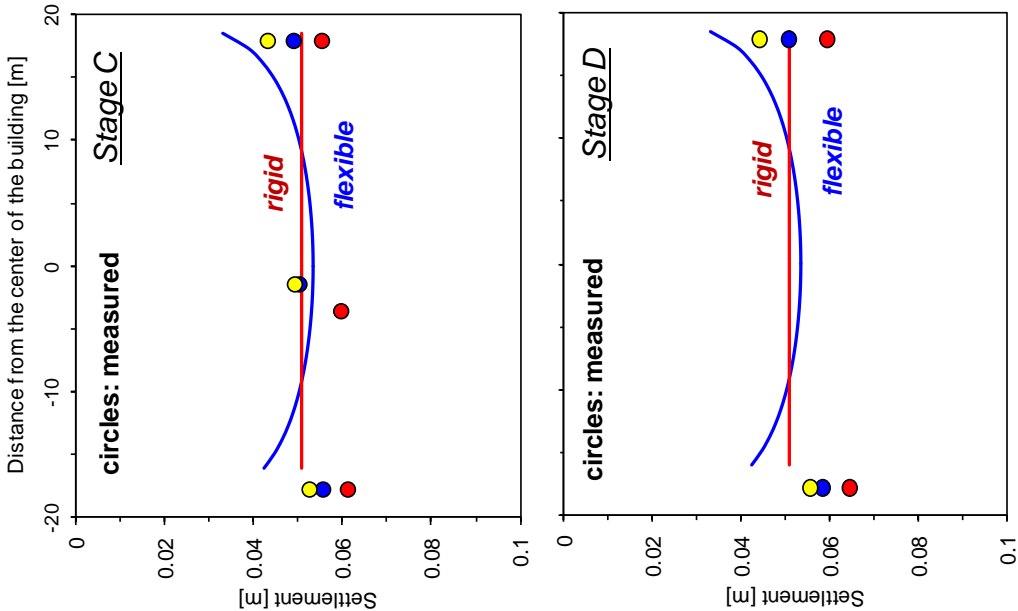 Distance from the center of the building [m]
-20
-10
0
10
20
0
0.02
0.04
0.06
0.08
0.1
Settlement [m]
circles: measured
Stage C
rigid
flexible
0
0.02
0.04
0.06
0.08
0.1
Settlement [m]
circles: measured
Stage D
rigid
flexible